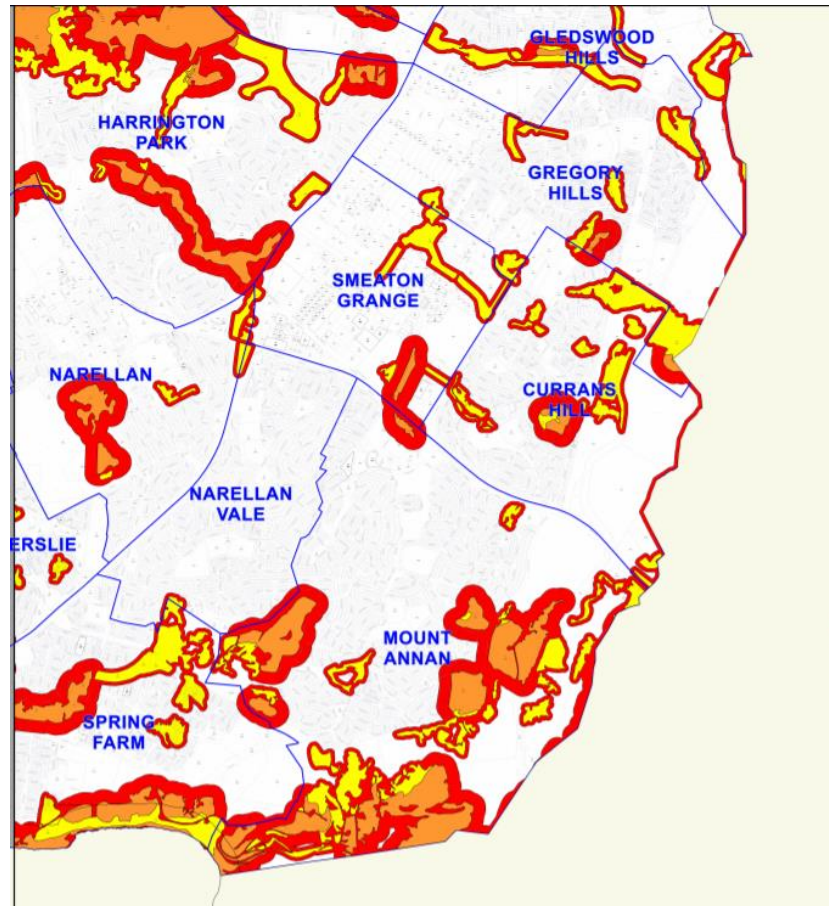 GLEDSWOOD
HILLS
HARRINGTON
PARK
GREGORY
HILLS
SMEATON
GRANGE
NARELLAN
CURRANS
HILL
NARELLAN
VALE
ERSLIE
MOUNT
ANNAN
SPRING
FARM